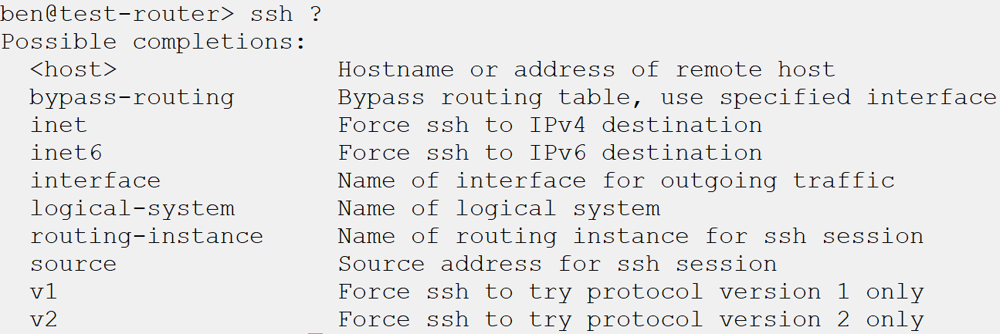 ben@test-router> ssh ?
Possible completions:
  <host>               Hostname or address of remote host
  bypass-routing       Bypass routing table, use specified interface
  inet                 Force ssh to IPv4 destination
  inet6                Force ssh to IPv6 destination
  interface            Name of interface for outgoing traffic
  logical-system       Name of logical system
  routing-instance     Name of routing instance for ssh session
  source               Source address for ssh session
  v1                   Force ssh to try protocol version 1 only
  v2                   Force ssh to try protocol version 2 only